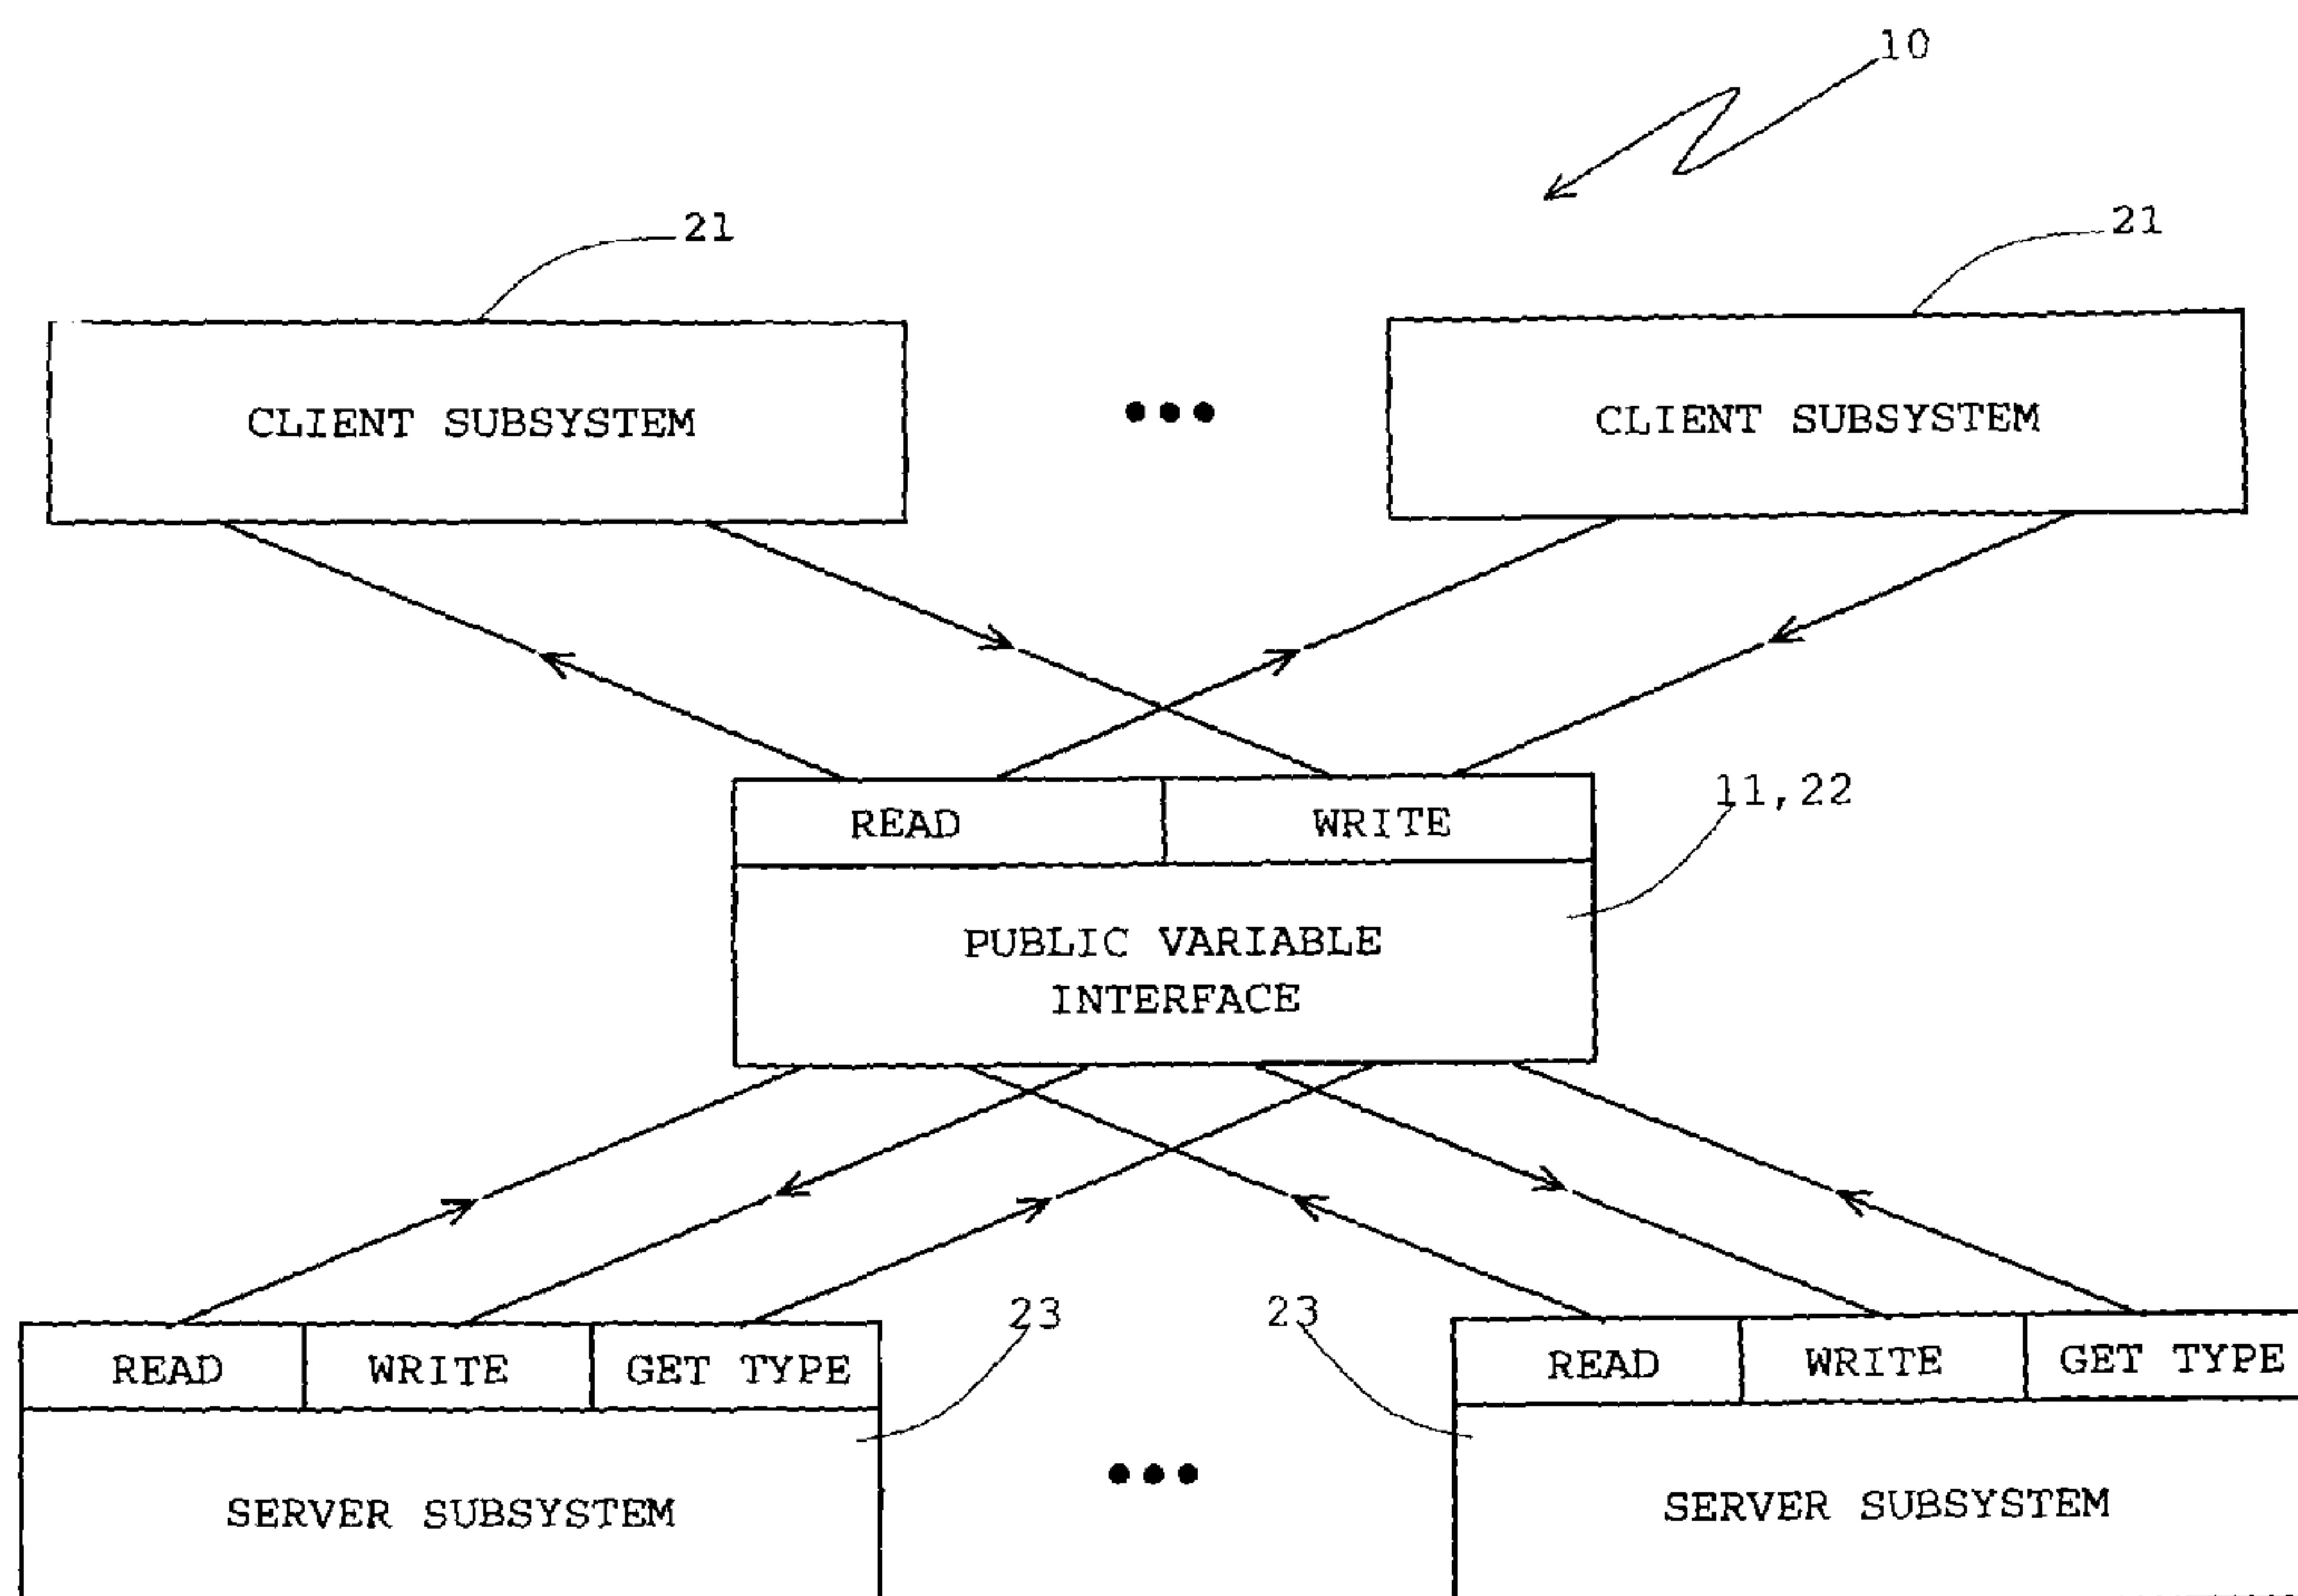 10
21
21
CLIENT SUBSYSTEM
CLIENT SUBSYSTEM
READ
WRITE
11,22
PUBLIC VARIABLE
INTERFACE
23
23
READ
WRITE
GET TYPE
READ
WRITE
GET TYPE
SERVER SUBSYSTEM
SERVER SUBSYSTEM